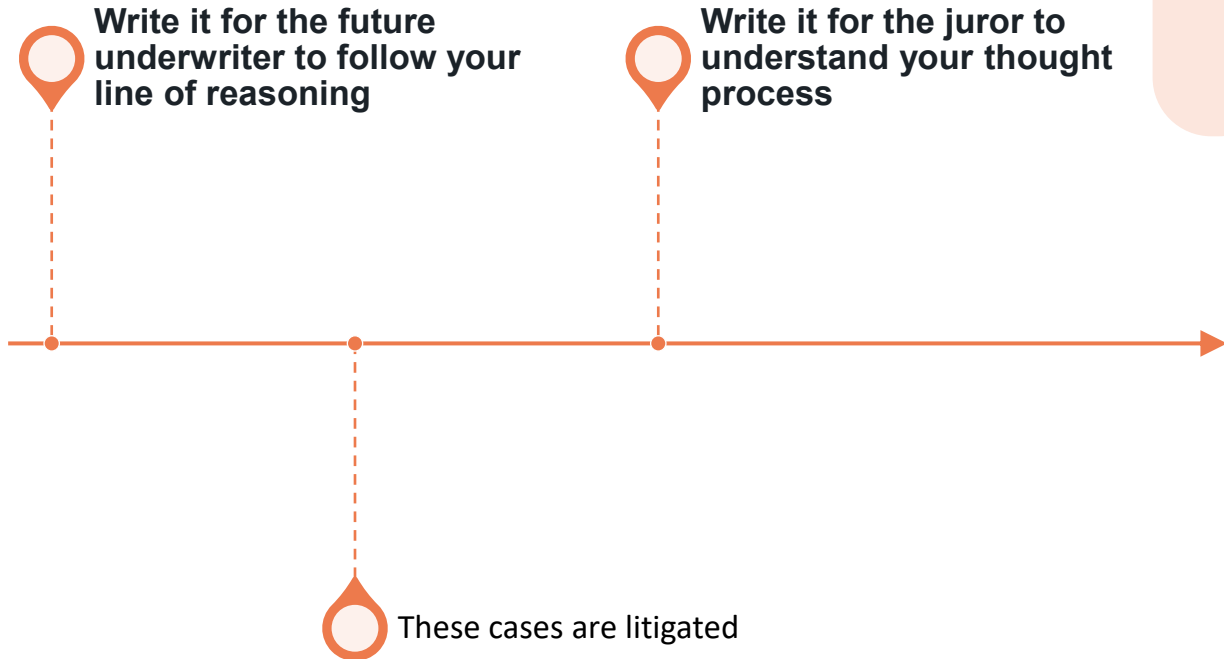 Write it for the future
underwriter to follow your
line of reasoning
Write it for the juror to
understand your thought
process
These cases are litigated